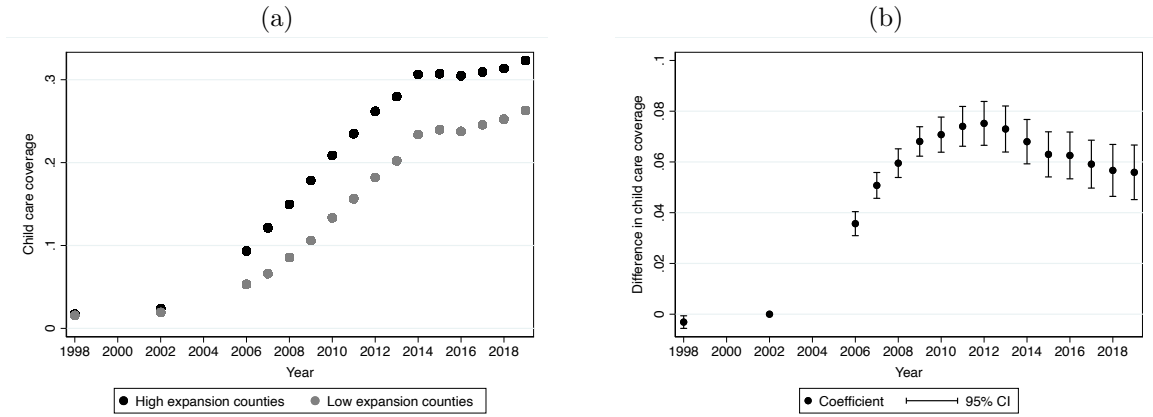 (a)
Child care coverage
.3
.2
.1
0
1998 2000 2002 2004 2006 2008 2010 2012 2014 2016 2018
Year
High expansion counties Low expansion counties
(b)
Difference in child care coverage
.1
.08
.06
.04
.02
0
1998 2000 2002 2004 2006 2008 2010 2012 2014 2016 2018
Year
Coefficient 95% CI